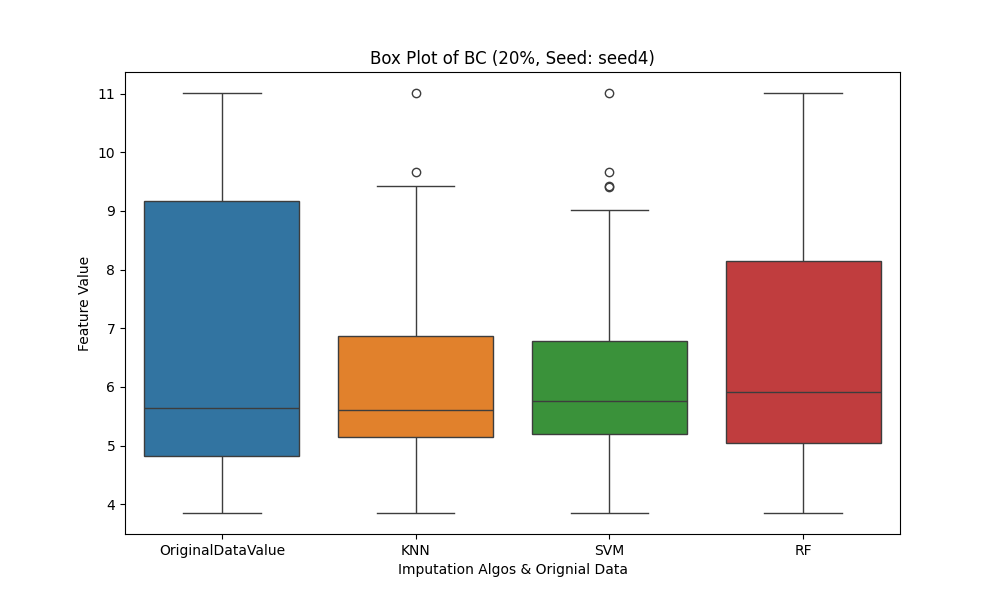 Box Plot of BC (20%, Seed: seed4)
11
10
9
8
7
6
5
4
Feature Value
OriginalDataValue KNN SVM RF
Imputation Algos & Orignial Data